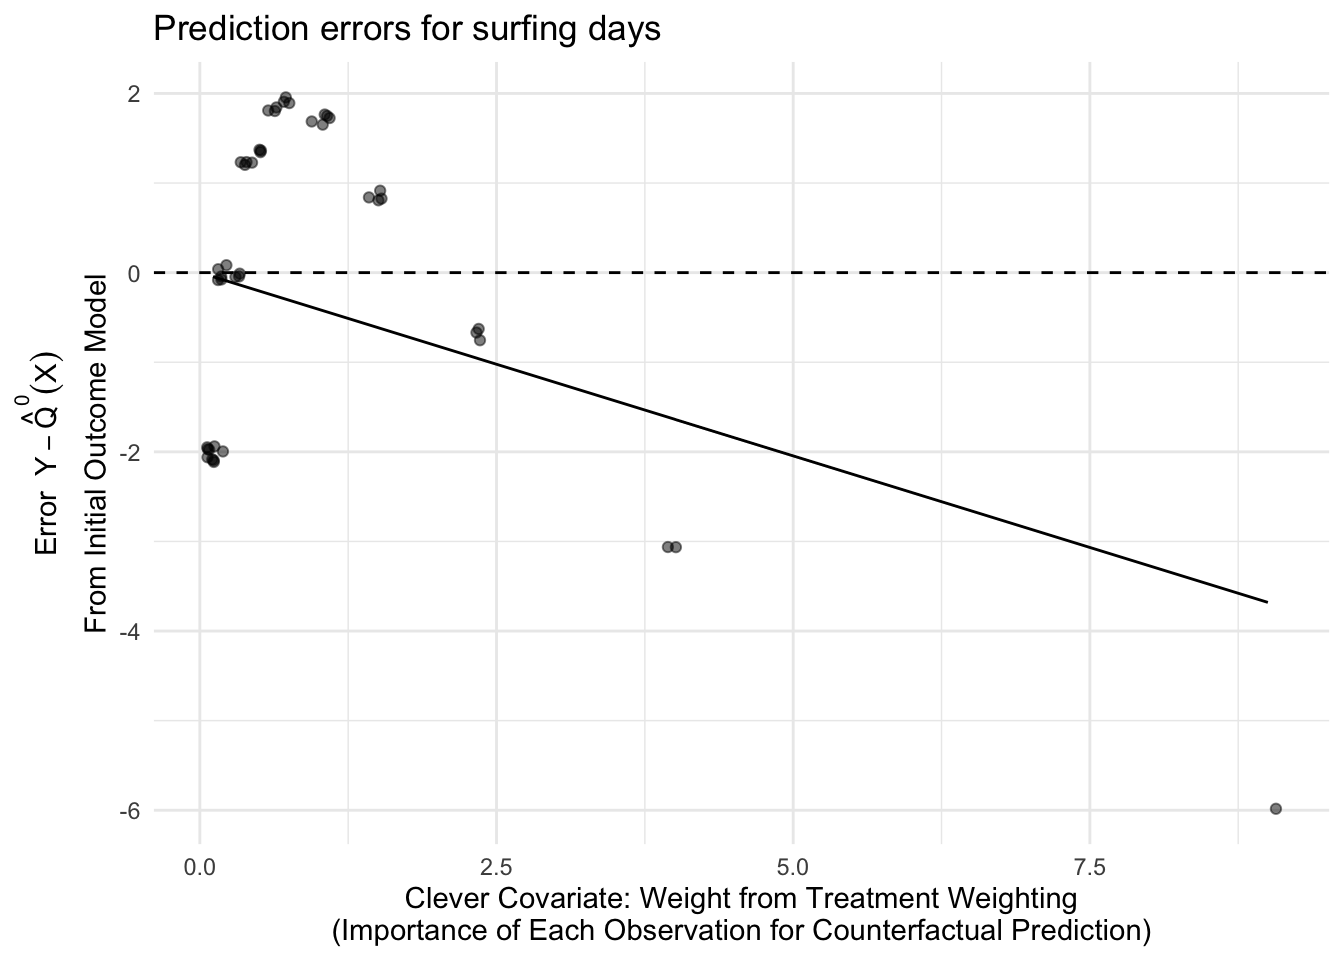 Prediction errors for surfing days
Error Y − Q̂⁰(X)
From Initial Outcome Model
2
0
-2
-4
-6
0.0
2.5
5.0
7.5
Clever Covariate: Weight from Treatment Weighting
(Importance of Each Observation for Counterfactual Prediction)